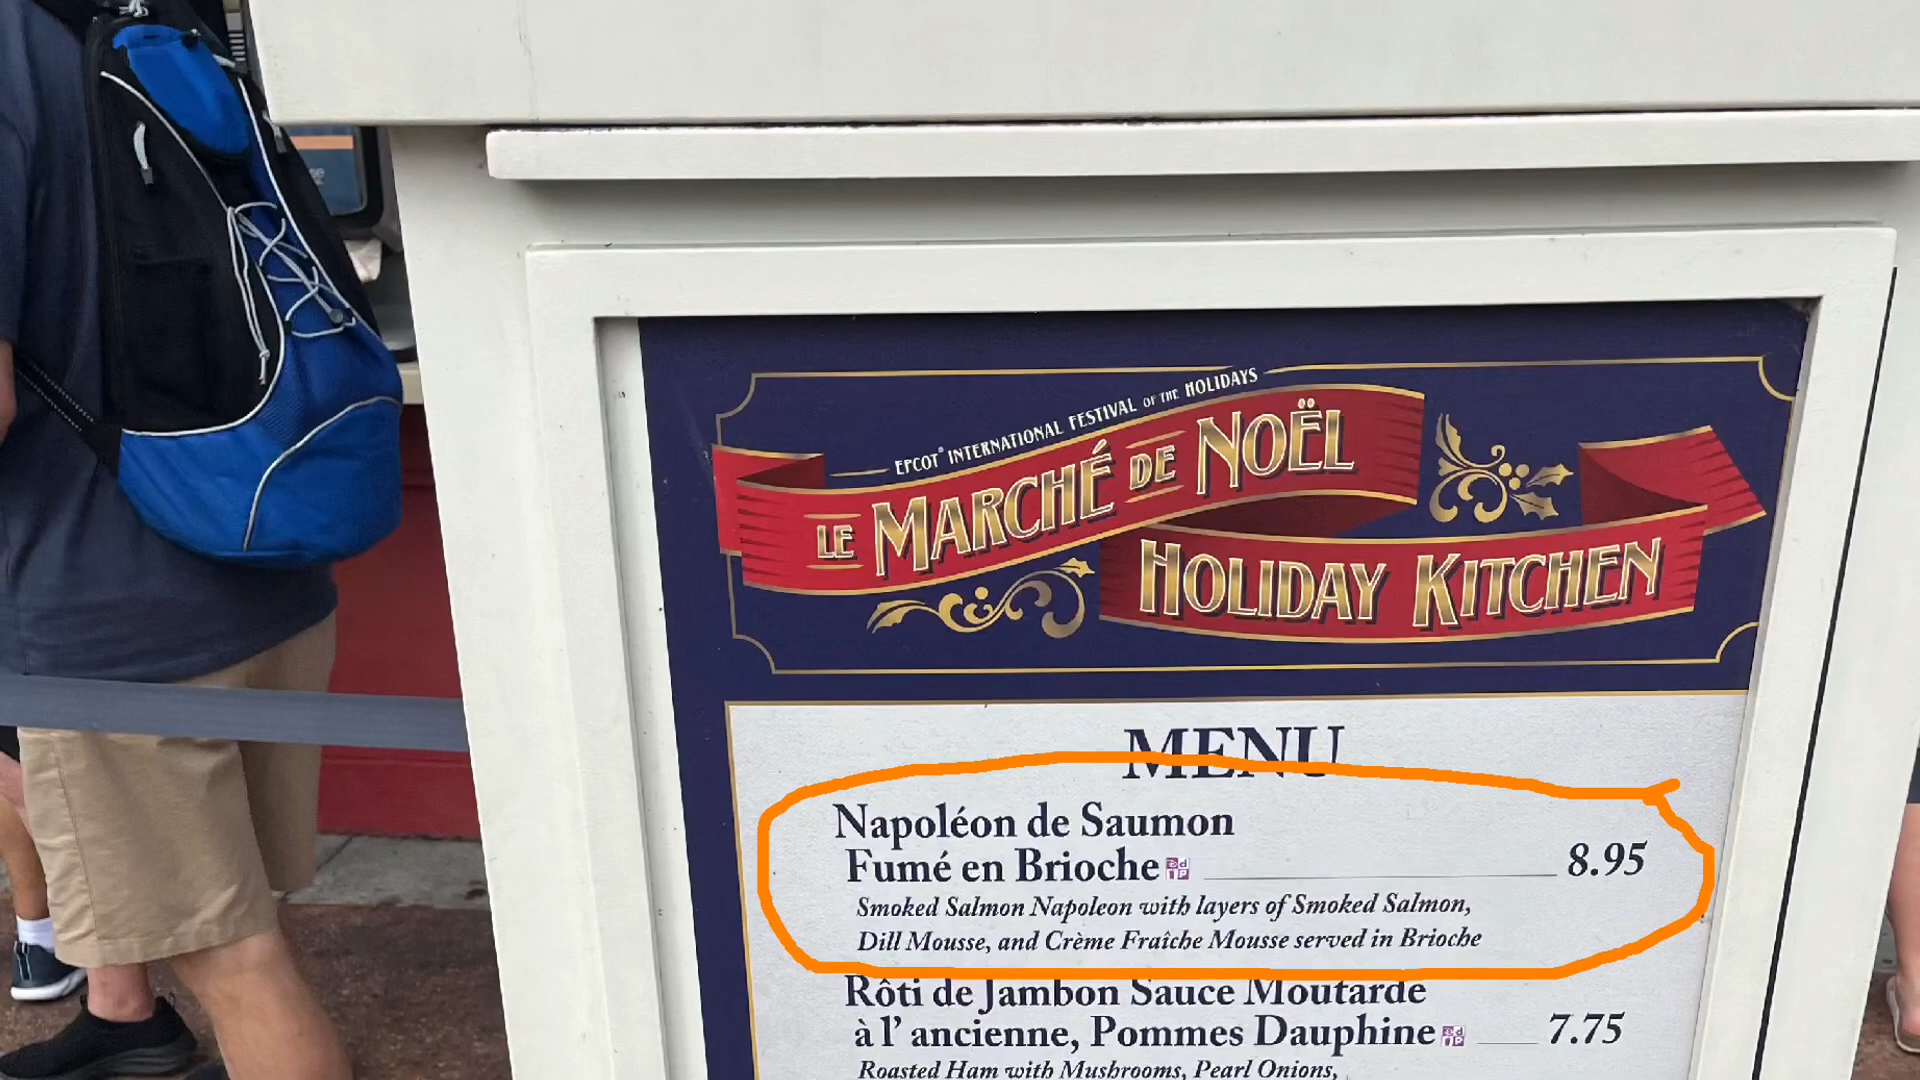 EPCOT® INTERNATIONAL FESTIVAL OF THE HOLIDAYS
LE MARCHÉ DE NOËL
HOLIDAY KITCHEN
MENU
Napoléon de Saumon
Fumé en Brioche 8.95
Smoked Salmon Napoleon with layers of Smoked Salmon,
Dill Mousse, and Crème Fraîche Mousse served in Brioche
Rôti de Jambon Sauce Moutarde
à l'ancienne, Pommes Dauphine 7.75
Roasted Ham with Mushrooms, Pearl Onions,